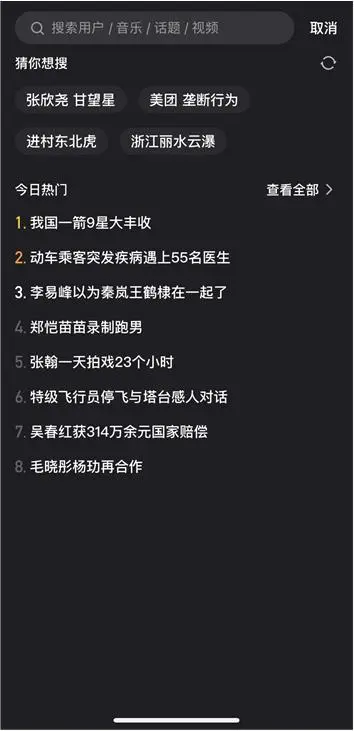 搜索用户 / 音乐 / 话题 / 视频 取消
猜你想搜
张欣尧 甘望星 美团 垄断行为
进村东北虎 浙江丽水云瀑
今日热门 查看全部
1. 我国一箭9星大丰收
2. 动车乘客突发疾病遇上55名医生
3. 李易峰以为秦岚王鹤棣在一起了
4. 郑恺苗苗录制跑男
5. 张翰一天拍戏23个小时
6. 特级飞行员停飞与塔台感人对话
7. 吴春红获314万余元国家赔偿
8. 毛晓彤杨玏再合作